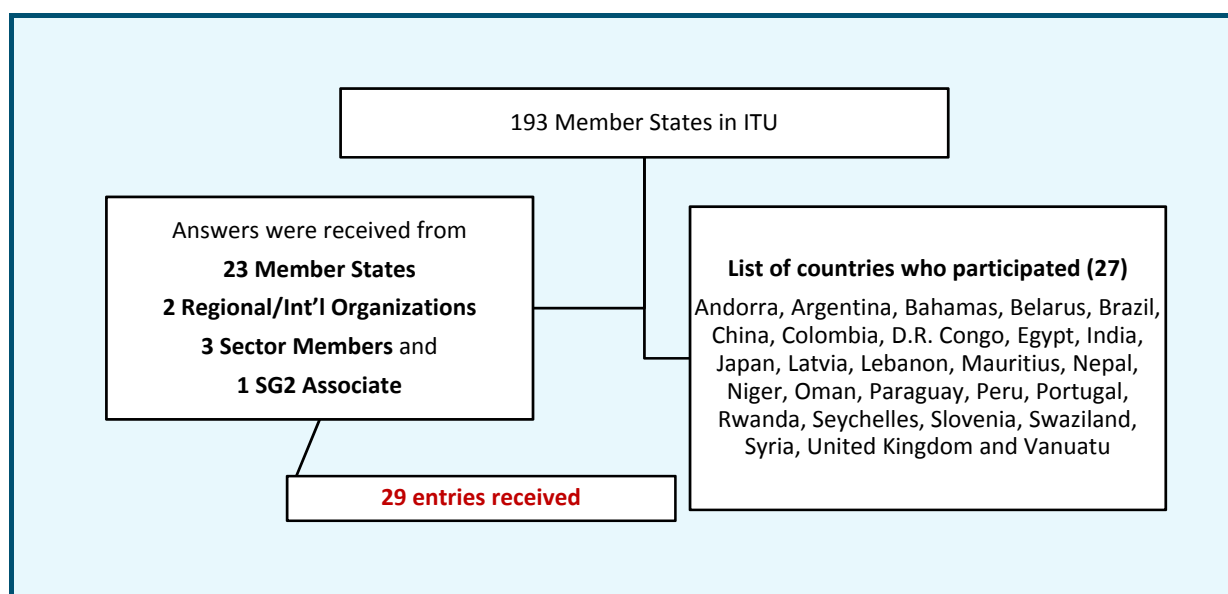 193 Member States in ITU
Answers were received from
23 Member States
2 Regional/Int’l Organizations
3 Sector Members and
1 SG2 Associate
29 entries received
List of countries who participated (27)
Andorra, Argentina, Bahamas, Belarus, Brazil,
China, Colombia, D.R. Congo, Egypt, India,
Japan, Latvia, Lebanon, Mauritius, Nepal,
Niger, Oman, Paraguay, Peru, Portugal,
Rwanda, Seychelles, Slovenia, Swaziland,
Syria, United Kingdom and Vanuatu